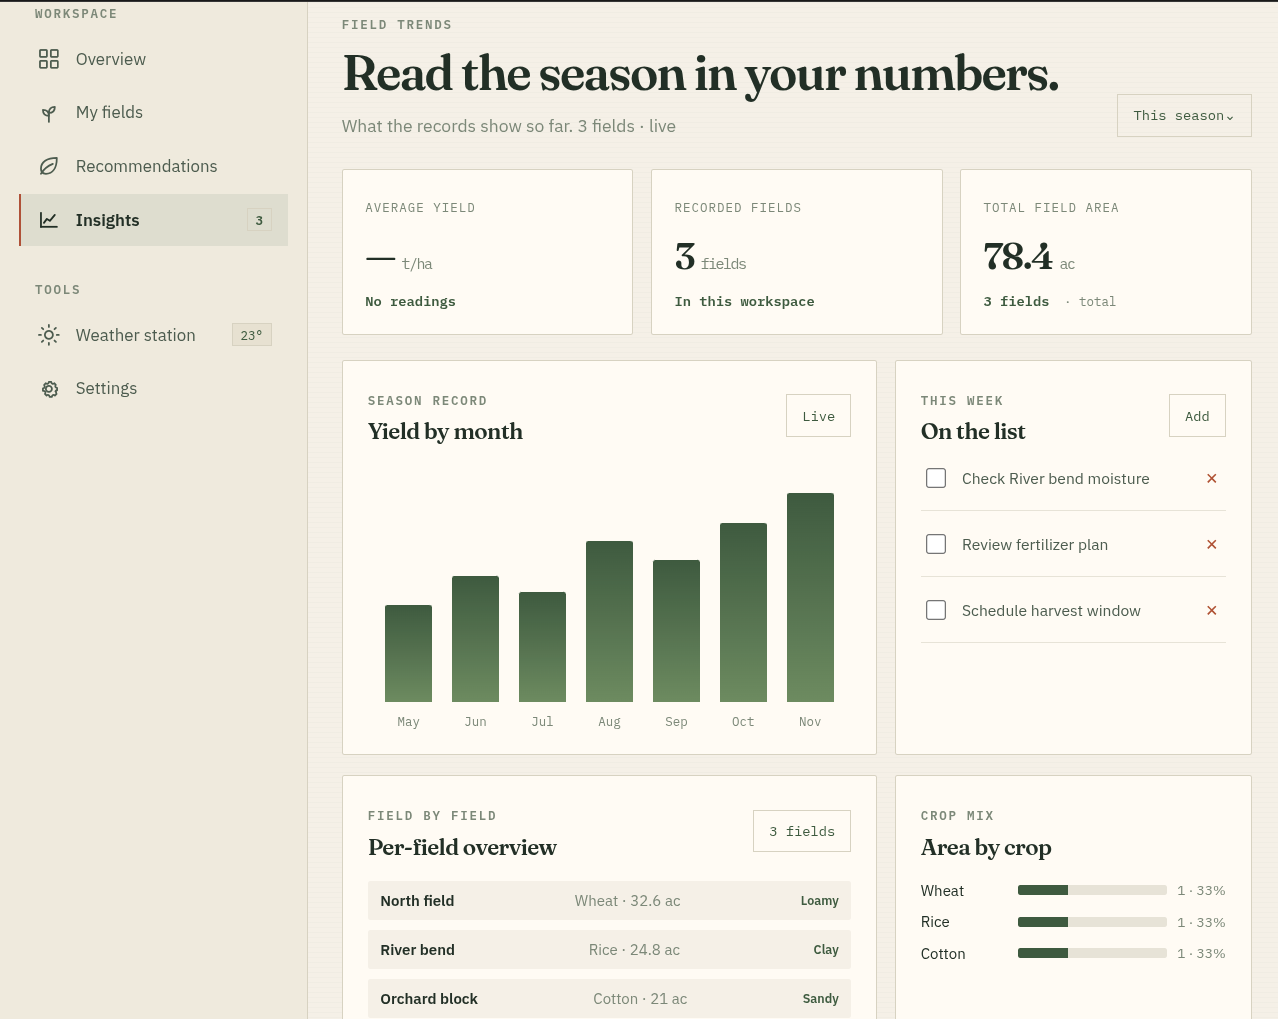 WORKSPACE
Overview
My fields
Recommendations
Insights 3
TOOLS
Weather station 23°
Settings
FIELD TRENDS
Read the season in your numbers.
What the records show so far. 3 fields · live
This season⌄
AVERAGE YIELD
— t/ha
No readings
RECORDED FIELDS
3 fields
In this workspace
TOTAL FIELD AREA
78.4 ac
3 fields · total
SEASON RECORD
Yield by month
Live
May Jun Jul Aug Sep Oct Nov
THIS WEEK
On the list
Add
Check River bend moisture ×
Review fertilizer plan ×
Schedule harvest window ×
FIELD BY FIELD
Per-field overview
3 fields
North field Wheat · 32.6 ac Loamy
River bend Rice · 24.8 ac Clay
Orchard block Cotton · 21 ac Sandy
CROP MIX
Area by crop
Wheat 1 · 33%
Rice 1 · 33%
Cotton 1 · 33%